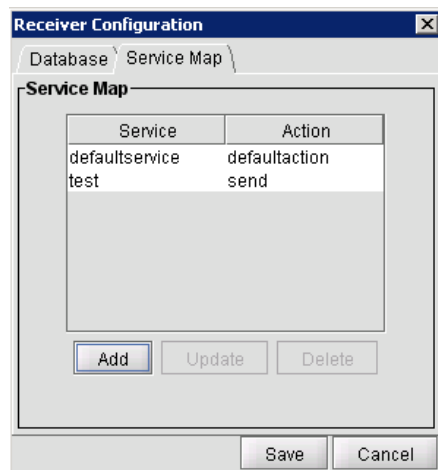 Receiver Configuration
Database Service Map
Service Map
Service Action
defaultservice defaultaction
test send
Add Update Delete
Save Cancel